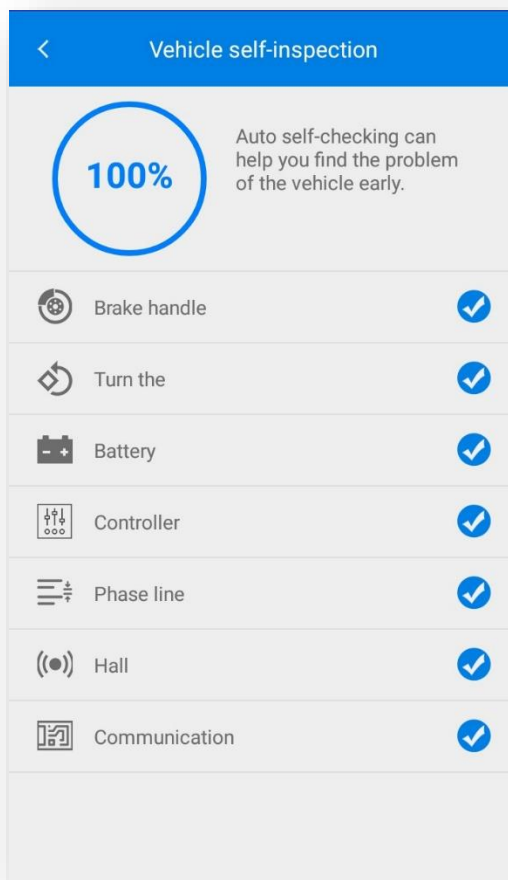 Vehicle self-inspection
100%
Auto self-checking can
help you find the problem
of the vehicle early.
Brake handle
Turn the
Battery
Controller
Phase line
Hall
Communication